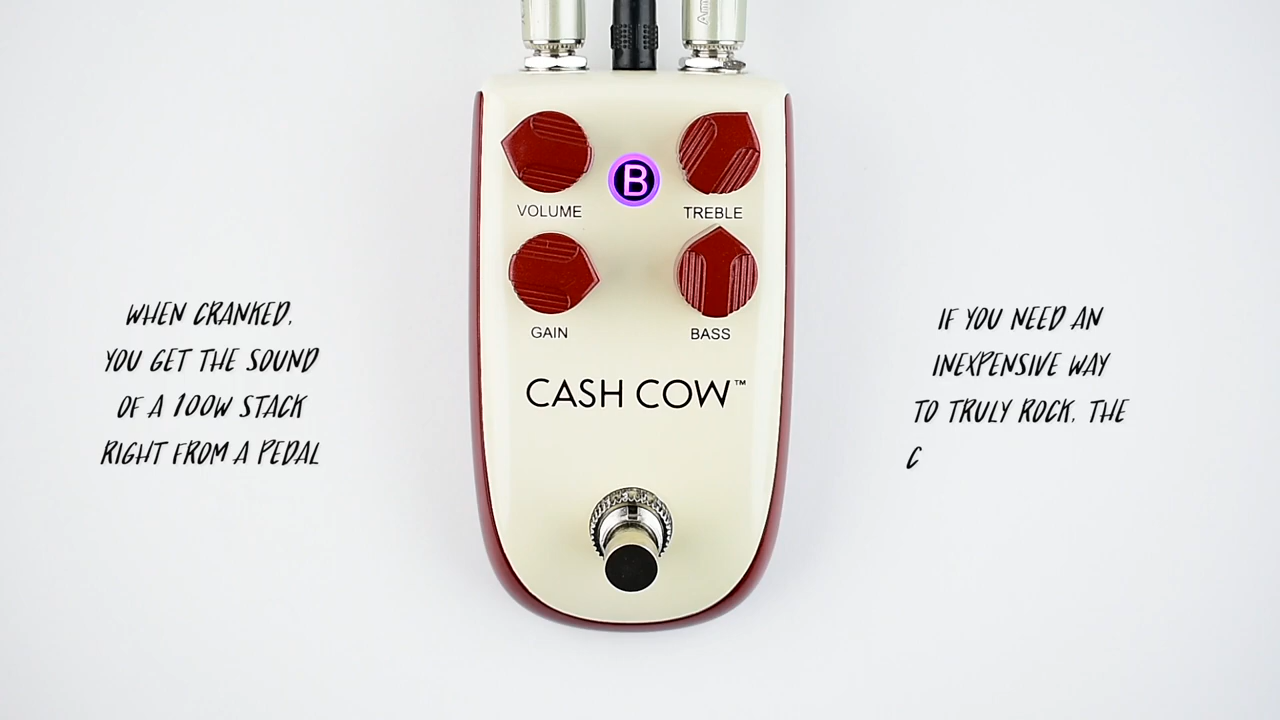 WHEN CRANKED,
YOU GET THE SOUND
OF A 100W STACK
RIGHT FROM A PEDAL
B
VOLUME
TREBLE
GAIN
BASS
CASH COW™
IF YOU NEED AN
INEXPENSIVE WAY
TO TRULY ROCK, THE
C